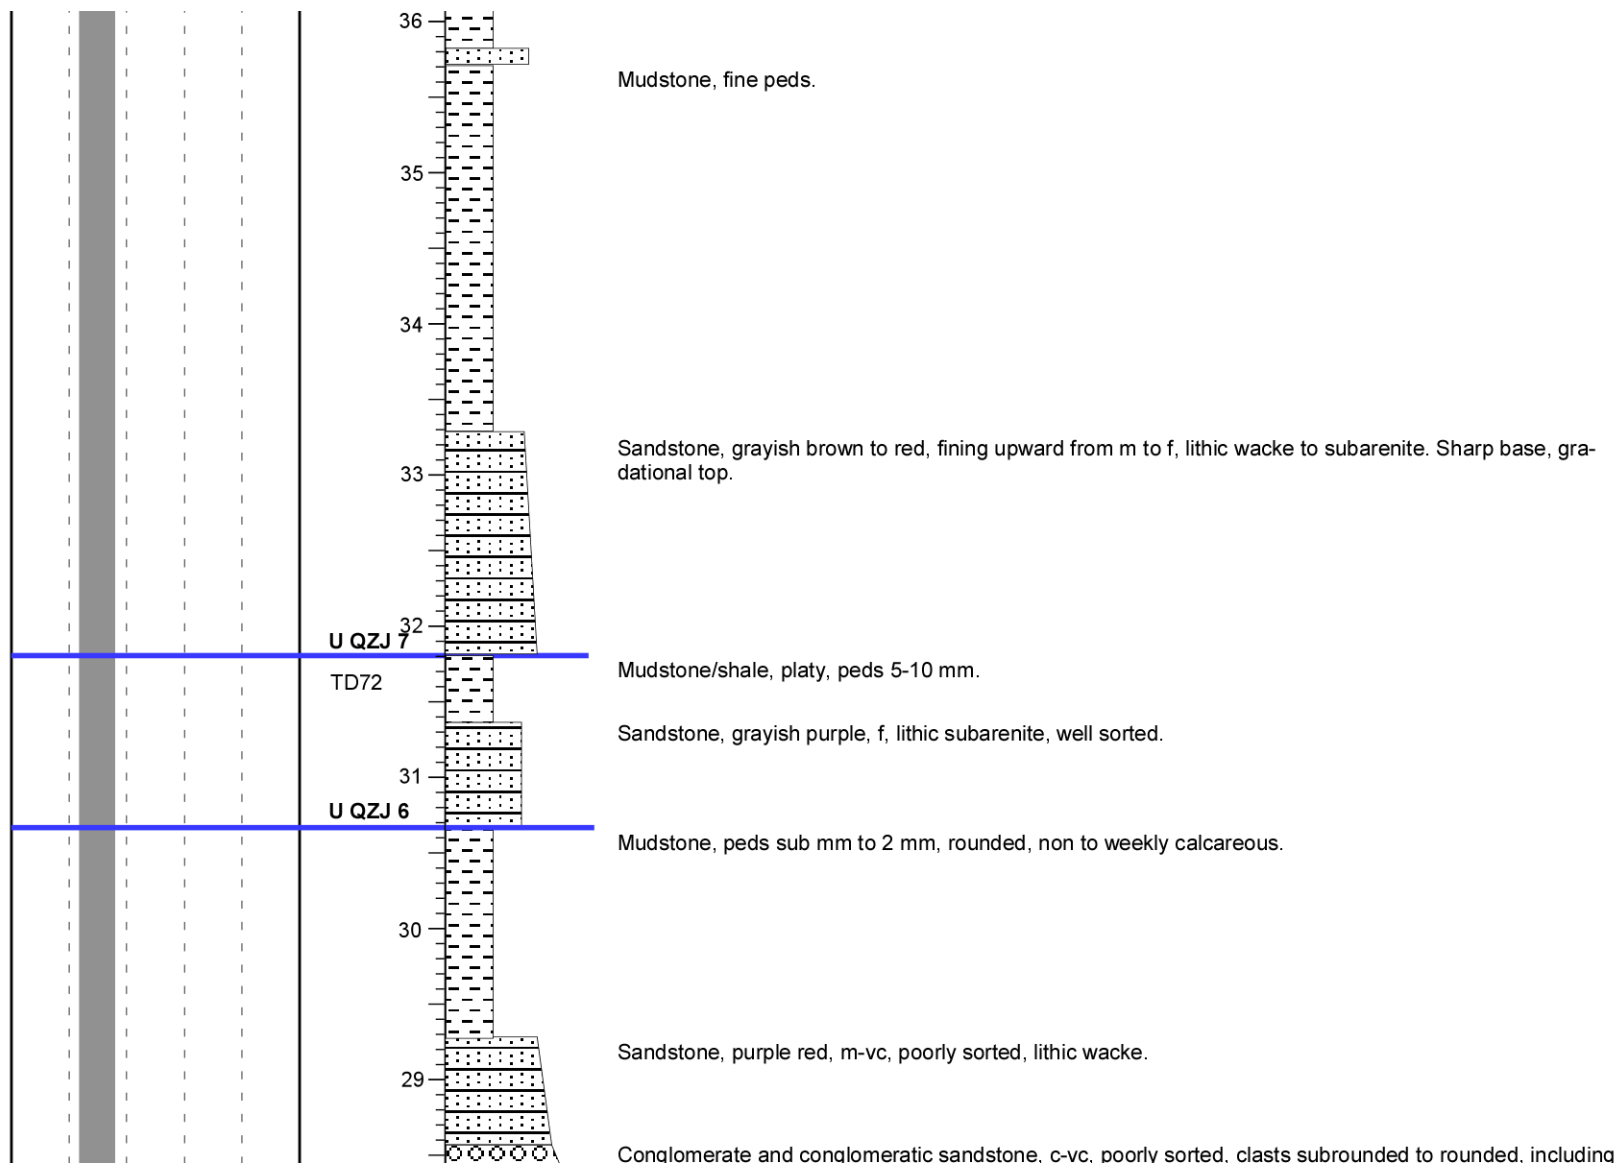 36
Mudstone, fine peds.
35
34
Sandstone, grayish brown to red, fining upward from m to f, lithic wacke to subarenite. Sharp base, gra-
33
dational top.
32
U QZJ 7
Mudstone/shale, platy, peds 5-10 mm.
TD72
Sandstone, grayish purple, f, lithic subarenite, well sorted.
31
U QZJ 6
Mudstone, peds sub mm to 2 mm, rounded, non to weekly calcareous.
30
Sandstone, purple red, m-vc, poorly sorted, lithic wacke.
29
Conglomerate and conglomeratic sandstone, c-vc, poorly sorted, clasts subrounded to rounded, including